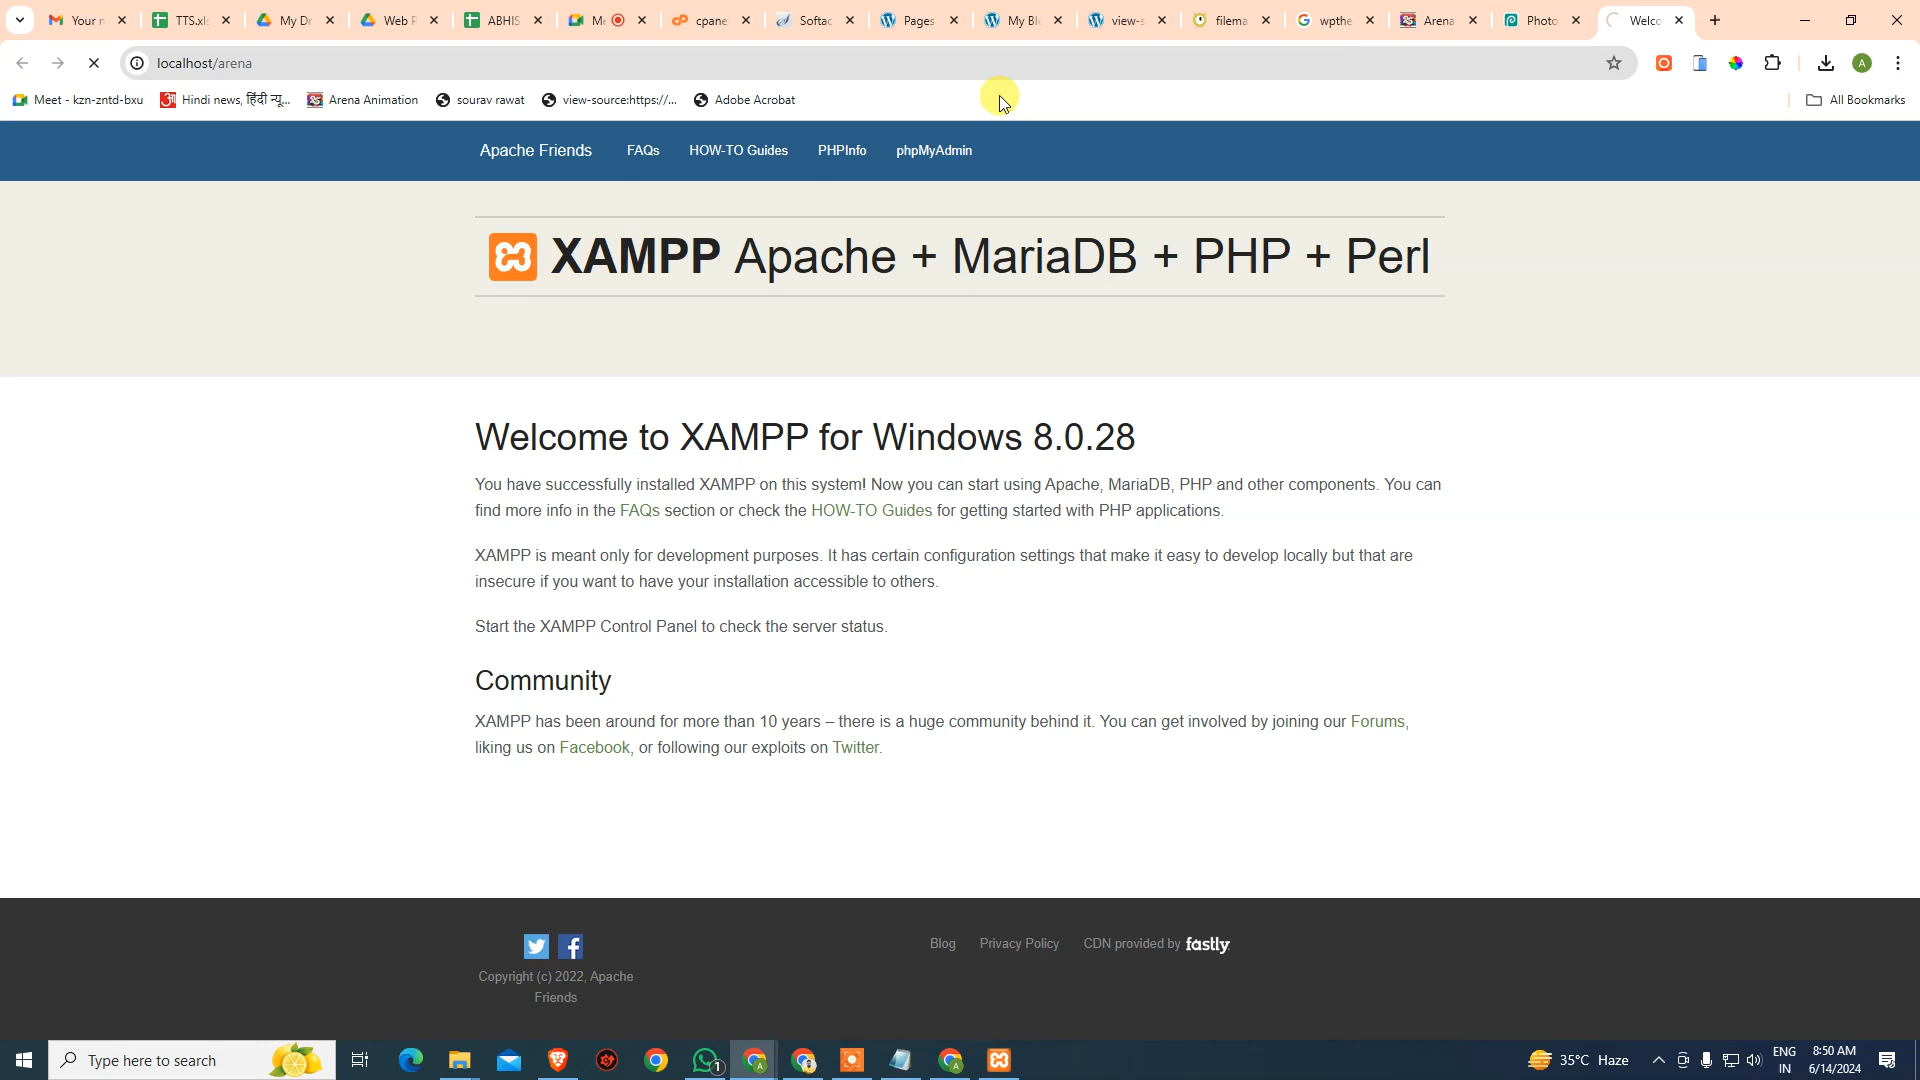 Your n
TTS.xl
My Dr
Web F
ABHIS
Me
cpane
Softac
Pages
My Bl
view-s
filema
wpthe
Arena
Photo
Welco
localhost/arena
Meet - kzn-zntd-bxu
Hindi news, हिंदी न्यू...
Arena Animation
sourav rawat
view-source:https://...
Adobe Acrobat
All Bookmarks
Apache Friends
FAQs
HOW-TO Guides
PHPInfo
phpMyAdmin
XAMPP Apache + MariaDB + PHP + Perl
Welcome to XAMPP for Windows 8.0.28
You have successfully installed XAMPP on this system! Now you can start using Apache, MariaDB, PHP and other components. You can
find more info in the FAQs section or check the HOW-TO Guides for getting started with PHP applications.
XAMPP is meant only for development purposes. It has certain configuration settings that make it easy to develop locally but that are
insecure if you want to have your installation accessible to others.
Start the XAMPP Control Panel to check the server status.
Community
XAMPP has been around for more than 10 years – there is a huge community behind it. You can get involved by joining our Forums,
liking us on Facebook, or following our exploits on Twitter.
Blog
Privacy Policy
CDN provided by fastly
Copyright (c) 2022, Apache
Friends
Type here to search
1
35°C Haze
ENG
IN
8:50 AM
6/14/2024